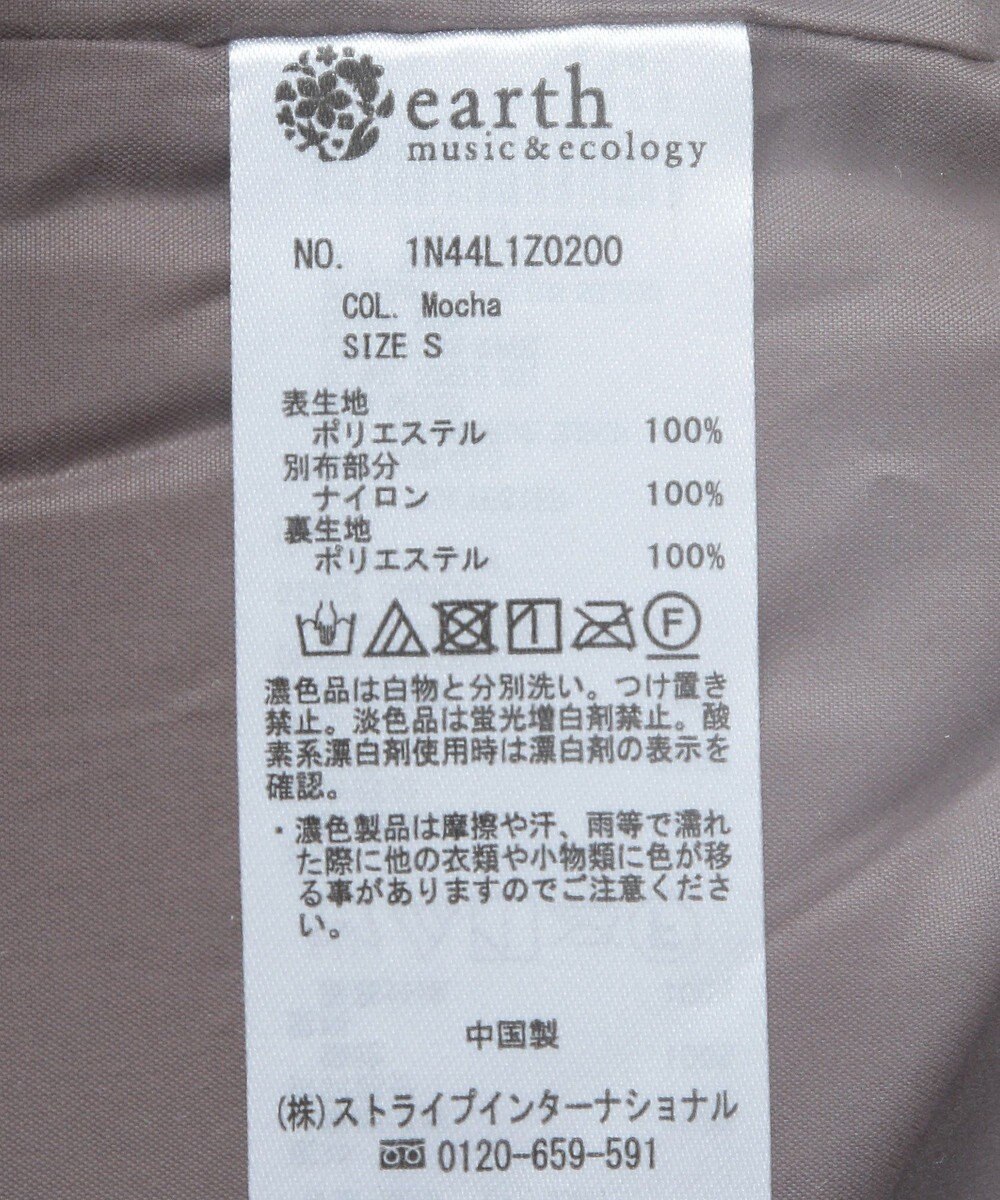 earth
music & ecology
NO. 1N44L1Z0200
COL. Mocha
SIZE S
表生地
ポリエステル 100%
別布部分
ナイロン 100%
裏生地
ポリエステル 100%
F
濃色品は白物と分別洗い。つけ置き
禁止。淡色品は蛍光増白剤禁止。酸
素系漂白剤使用時は漂白剤の表示を
確認。
・濃色製品は摩擦や汗、雨等で濡れ
た際に他の衣類や小物類に色が移
る事がありますのでご注意くださ
い。
中国製
(株)ストライプインターナショナル
0120-659-591